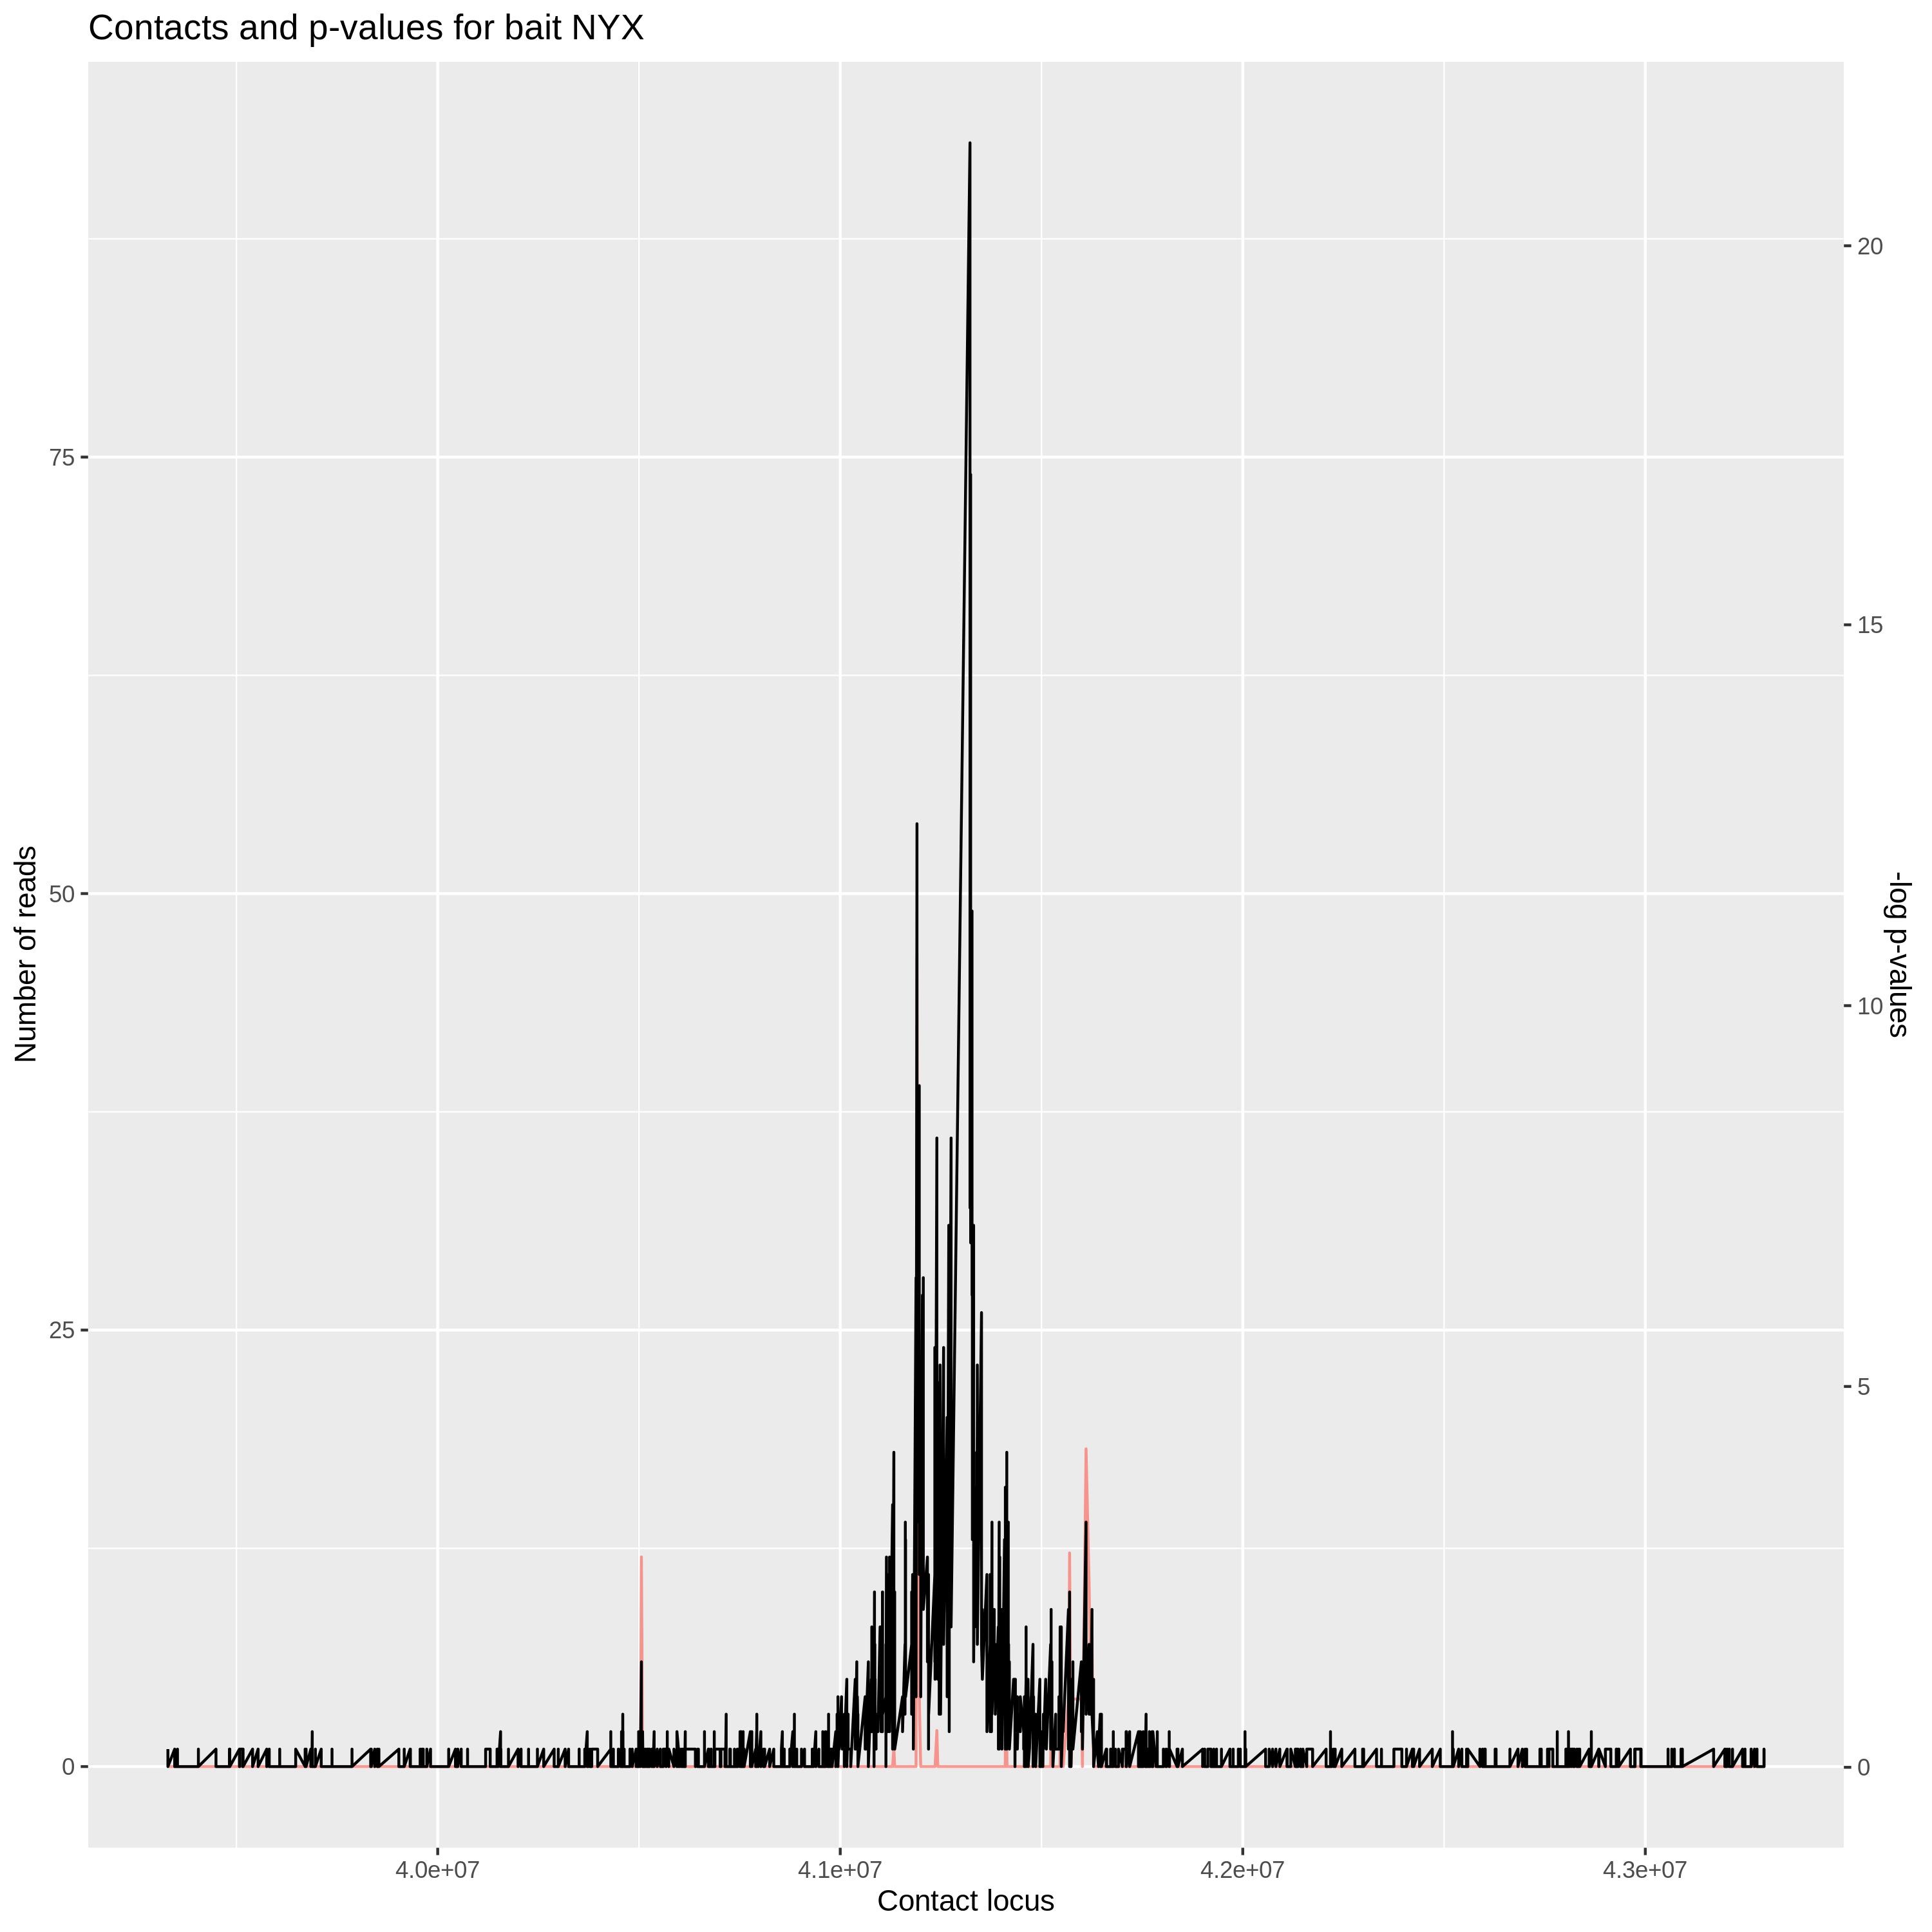 Contacts and p-values for bait NYX
Number of reads
75
50
25
0
20
15
10
5
0
-log p-values
4.0e+07
4.1e+07
4.2e+07
4.3e+07
Contact locus